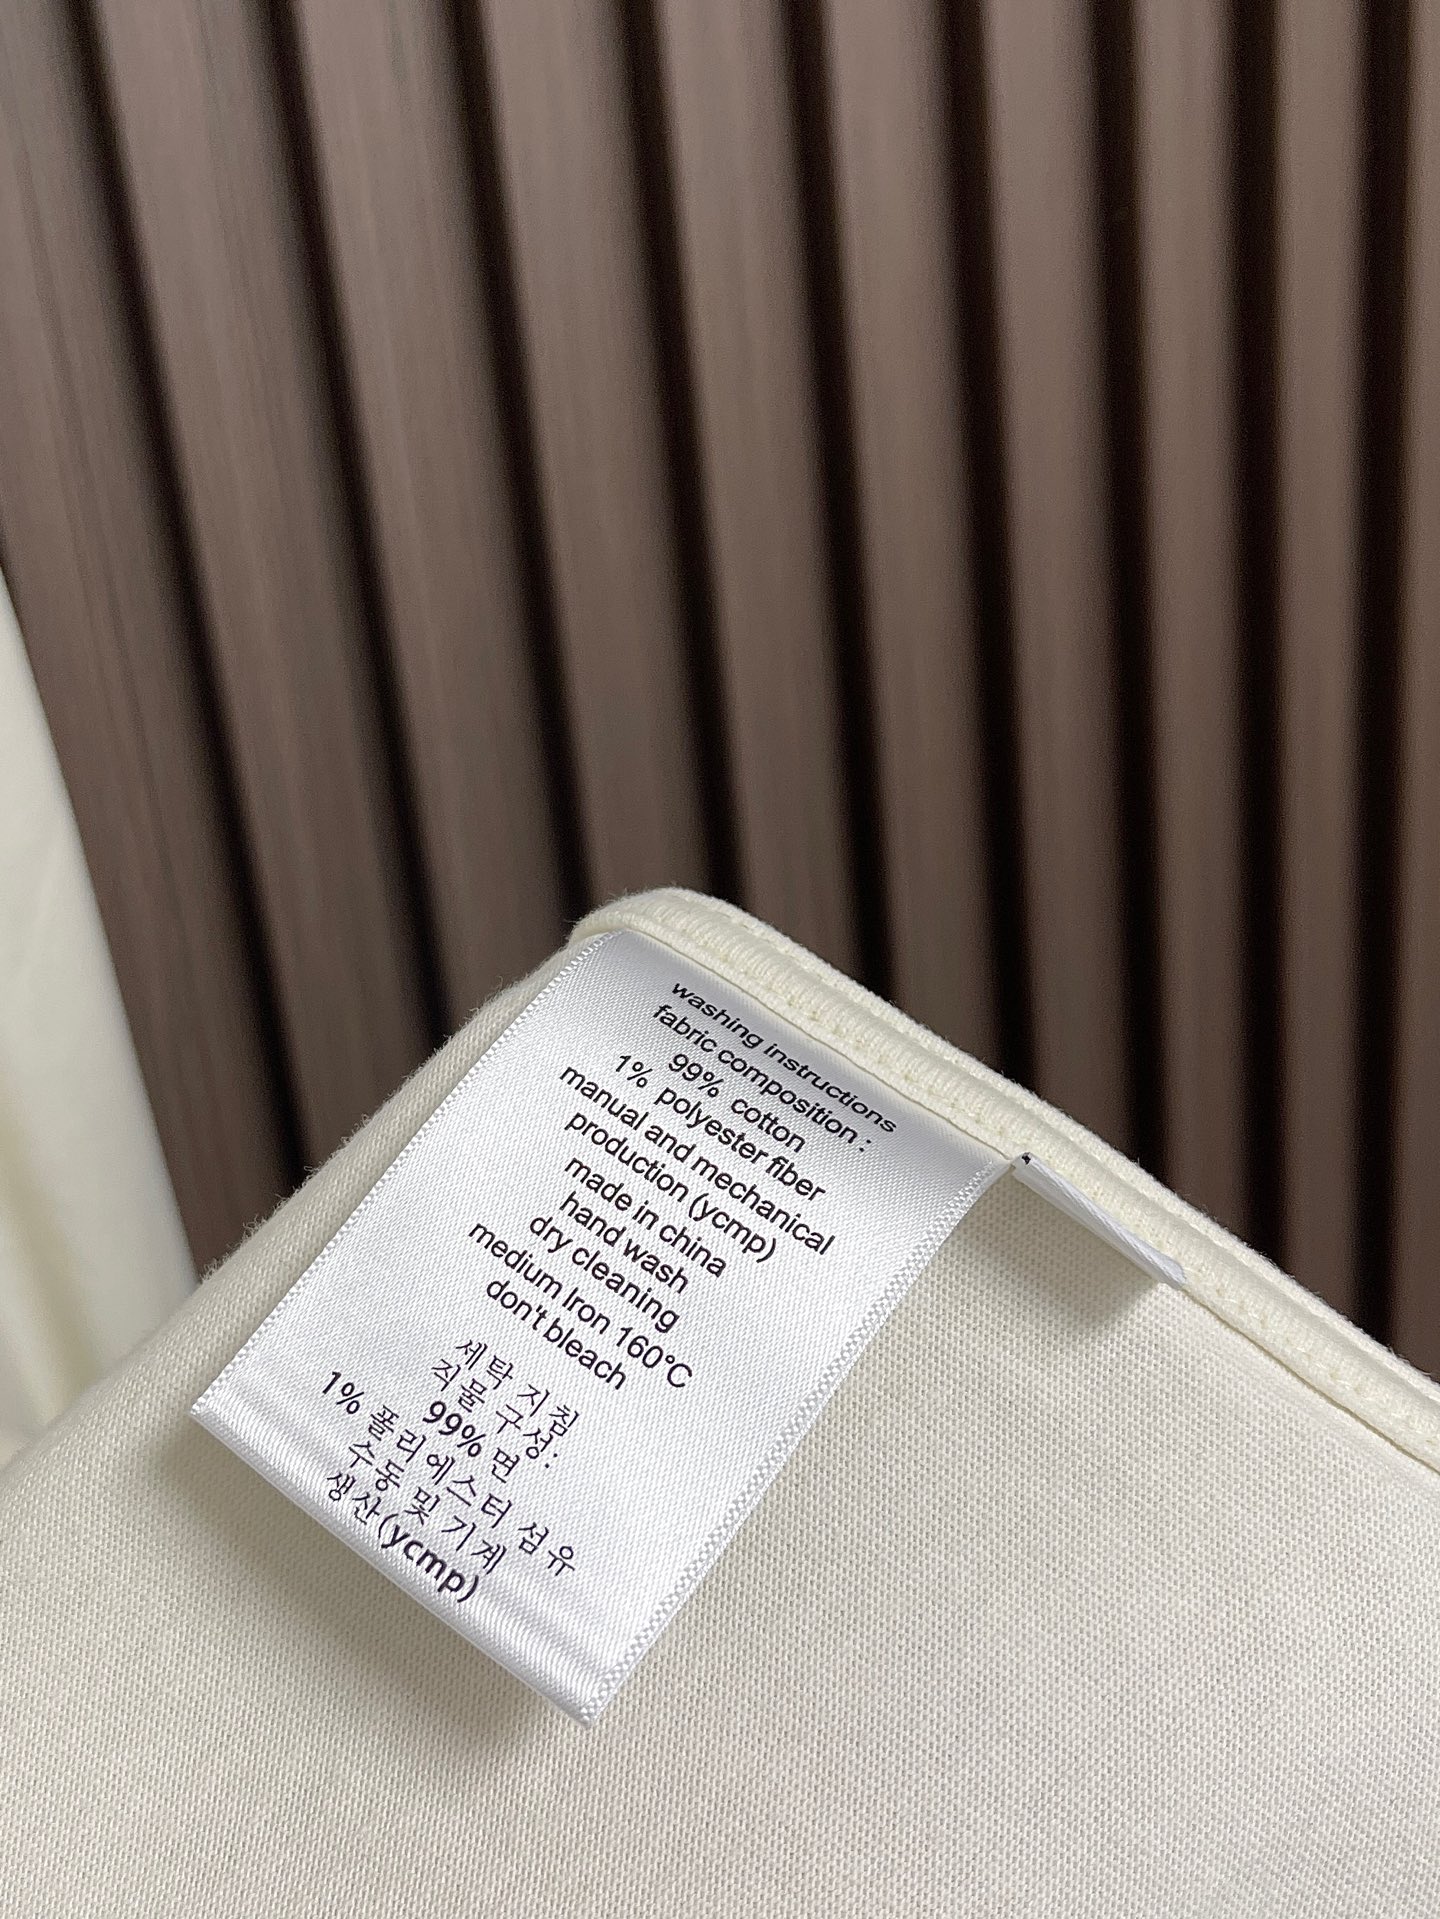 washing instructions
fabric composition :
99% cotton
1% polyester fiber
manual and mechanical
production (ycmp)
made in china
hand wash
dry cleaning
medium Iron 160°C
don't bleach
세탁 지침
직물 구성:
99% 면
1% 폴리에스터 섬유
수동 및 기계
생산(ycmp)